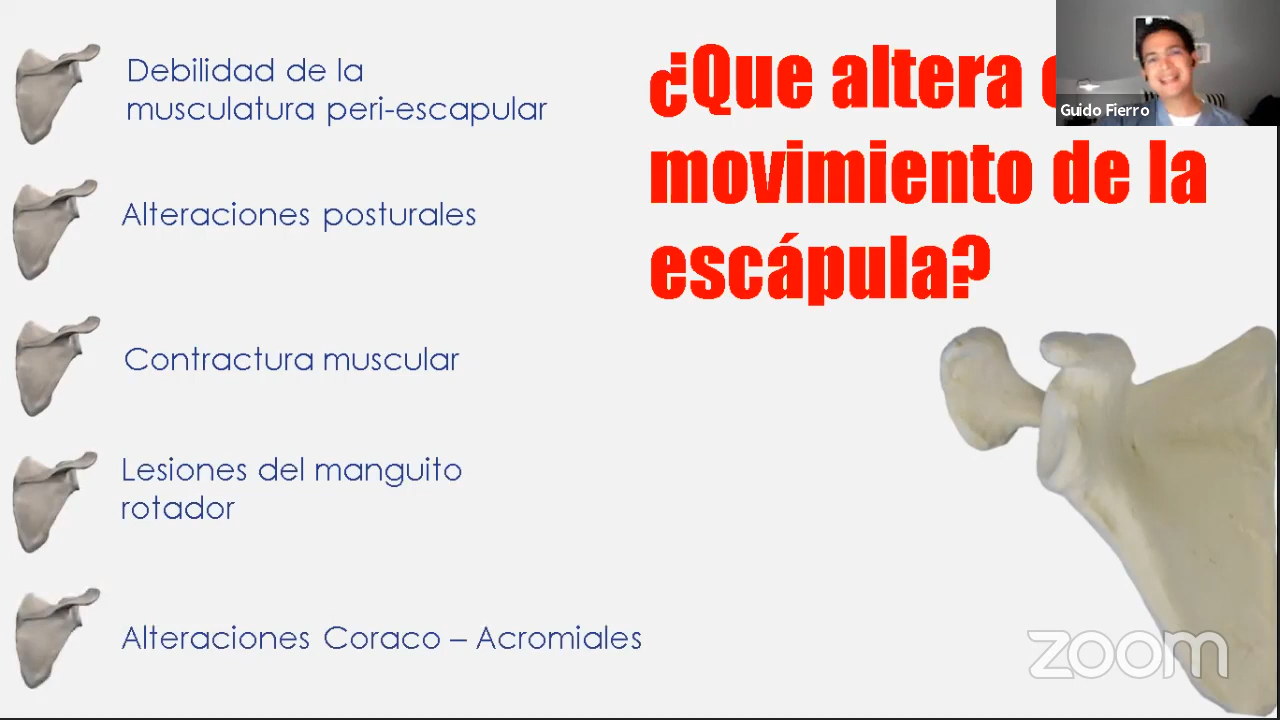 Debilidad de la
musculatura peri-escapular
Alteraciones posturales
Contractura muscular
Lesiones del manguito
rotador
Alteraciones Coraco – Acromiales
¿Que altera
movimiento de la
escápula?
Guido Fierro
zoom